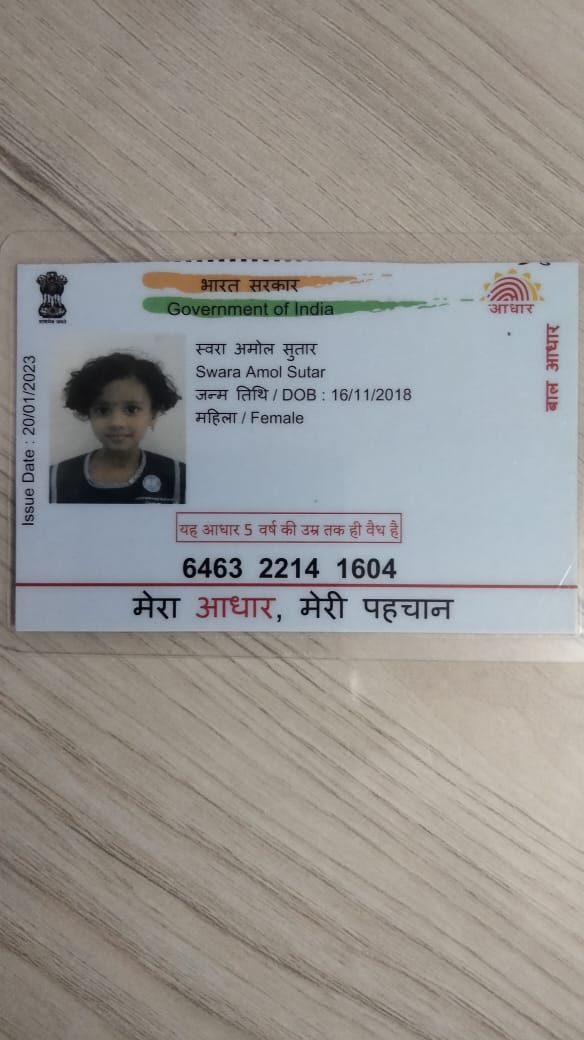 भारत सरकार
Government of India
आधार
बाल आधार
Issue Date : 20/01/2023
स्वरा अमोल सुतार
Swara Amol Sutar
जन्म तिथि / DOB : 16/11/2018
महिला / Female
यह आधार 5 वर्ष की उम्र तक ही वैध है
6463 2214 1604
मेरा आधार, मेरी पहचान